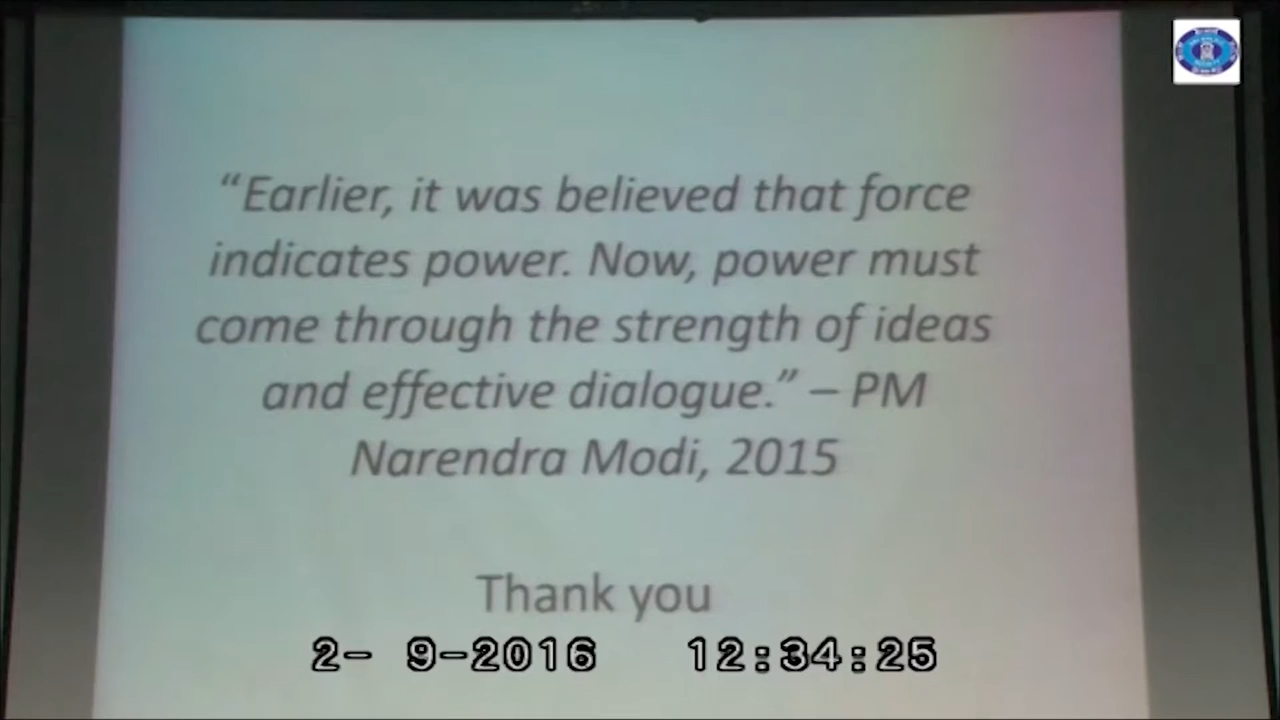 “Earlier, it was believed that force
indicates power. Now, power must
come through the strength of ideas
and effective dialogue.” – PM
Narendra Modi, 2015
Thank you
2- 9-2016 12:34:25